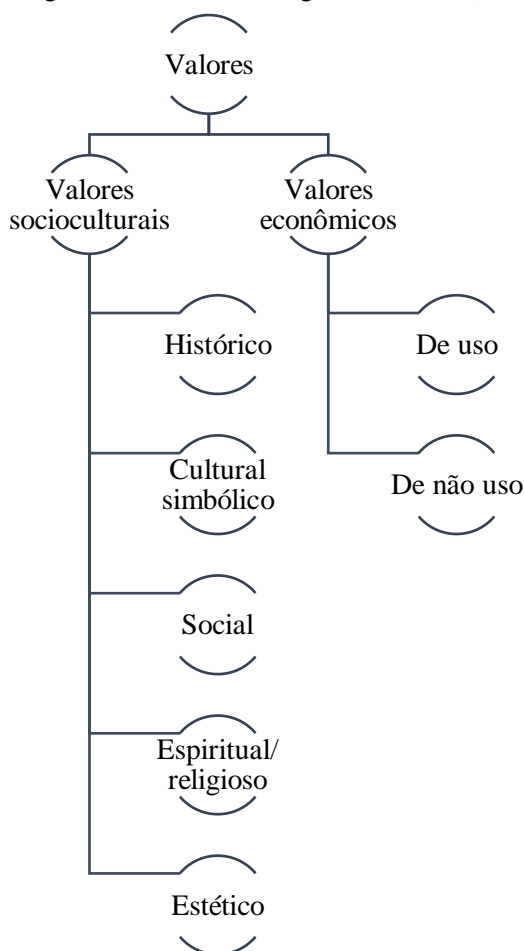 Valores
Valores
socioculturais
Valores
econômicos
Histórico
De uso
Cultural
simbólico
De não uso
Social
Espiritual/
religioso
Estético